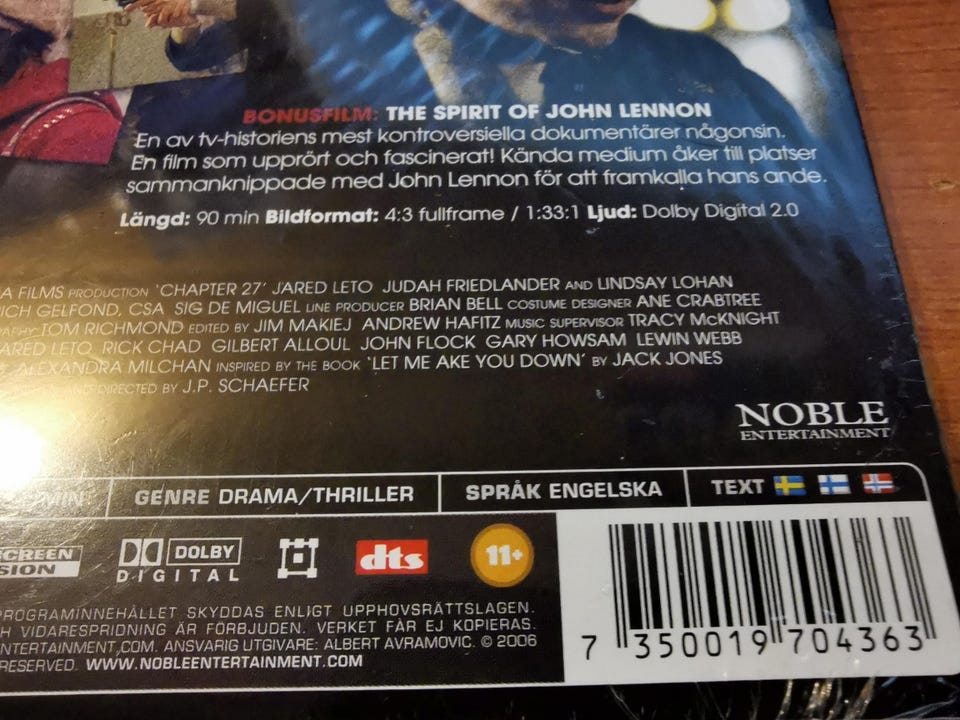 BONUSFILM: THE SPIRIT OF JOHN LENNON
En av tv-historiens mest kontroversiella dokumentärer någonsin.
En film som upprört och fascinerat! Kända medium åker till platser
sammanknippade med John Lennon för att framkalla hans ande.
Längd: 90 min Bildformat: 4:3 fullframe / 1:33:1 Ljud: Dolby Digital 2.0
A FILMS PRODUCTION 'CHAPTER 27' JARED LETO JUDAH FRIEDLANDER AND LINDSAY LOHAN
RICH GELFOND, CSA SIG DE MIGUEL LINE PRODUCER BRIAN BELL COSTUME DESIGNER ANE CRABTREE
TOM RICHMOND EDITED BY JIM MAKIEJ ANDREW HAFITZ MUSIC SUPERVISOR TRACY McKNIGHT
JARED LETO RICK CHAD GILBERT ALLOUL JOHN FLOCK GARY HOWSAM LEWIN WEBB
ALEXANDRA MILCHAN INSPIRED BY THE BOOK 'LET ME AKE YOU DOWN' BY JACK JONES
AND DIRECTED BY J.P. SCHAEFER
NOBLE
ENTERTAINMENT
MIN GENRE DRAMA/THRILLER SPRÅK ENGELSKA TEXT
SCREEN
SION
DOLBY
DIGITAL
dts
11+
PROGRAMINNEHÅLLET SKYDDAS ENLIGT UPPHOVSRÄTTSLAGEN.
H VIDARESPRIDNING ÄR FÖRBJUDEN. VERKET FÅR EJ KOPIERAS.
ENTERTAINMENT.COM. ANSVARIG UTGIVARE: ALBERT AVRAMOVIC. © 2006
RESERVED. WWW.NOBLEENTERTAINMENT.COM
7 350019 704363